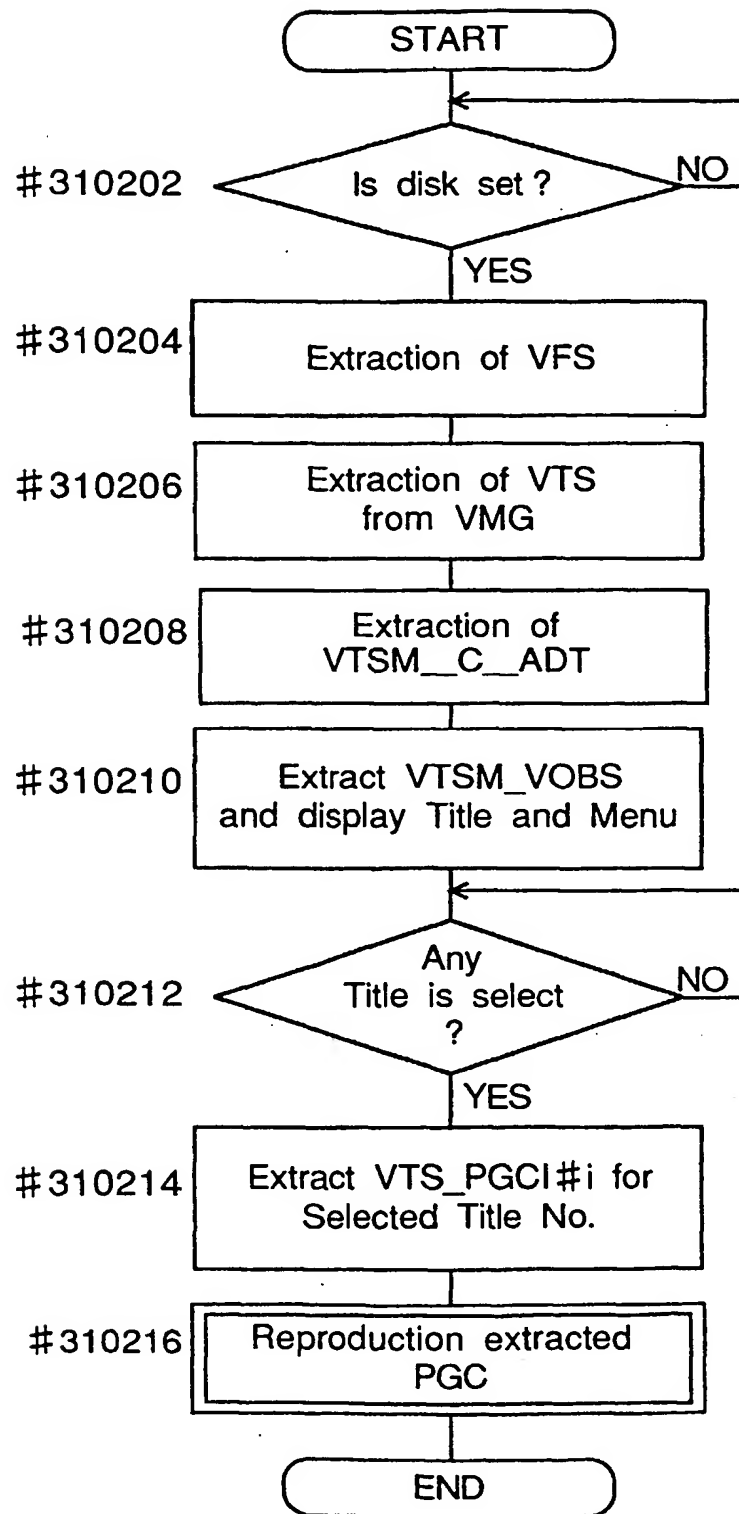 START
#310202
Is disk set ?
NO
YES
#310204
Extraction of VFS
#310206
Extraction of VTS
from VMG
#310208
Extraction of
VTSM__C__ADT
#310210
Extract VTSM_VOBS
and display Title and Menu
Any
#310212
Title is select
NO
?
YES
#310214
Extract VTS_PGCI#i for
Selected Title No.
#310216
Reproduction extracted
PGC
END